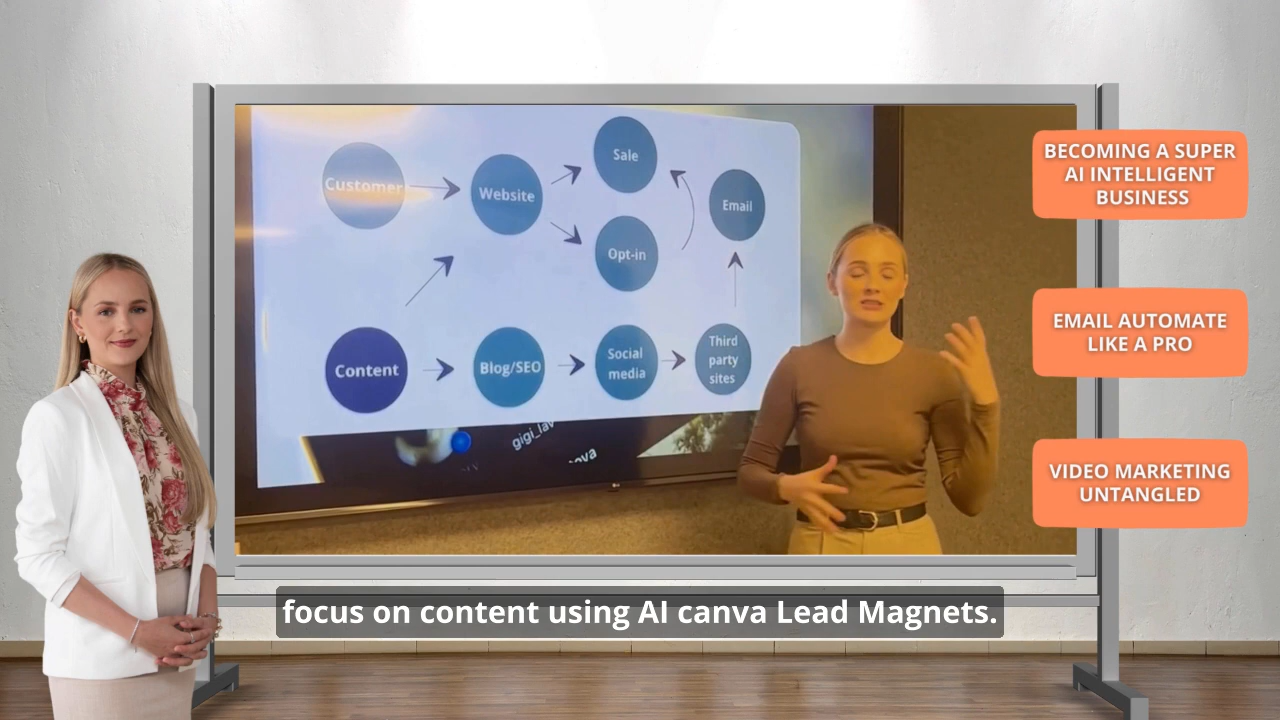 Customer
Website
Sale
Opt-in
Email
Content
Blog/SEO
Social
media
Third
party
sites
BECOMING A SUPER
AI INTELLIGENT
BUSINESS
EMAIL AUTOMATE
LIKE A PRO
VIDEO MARKETING
UNTANGLED
focus on content using AI canva Lead Magnets.